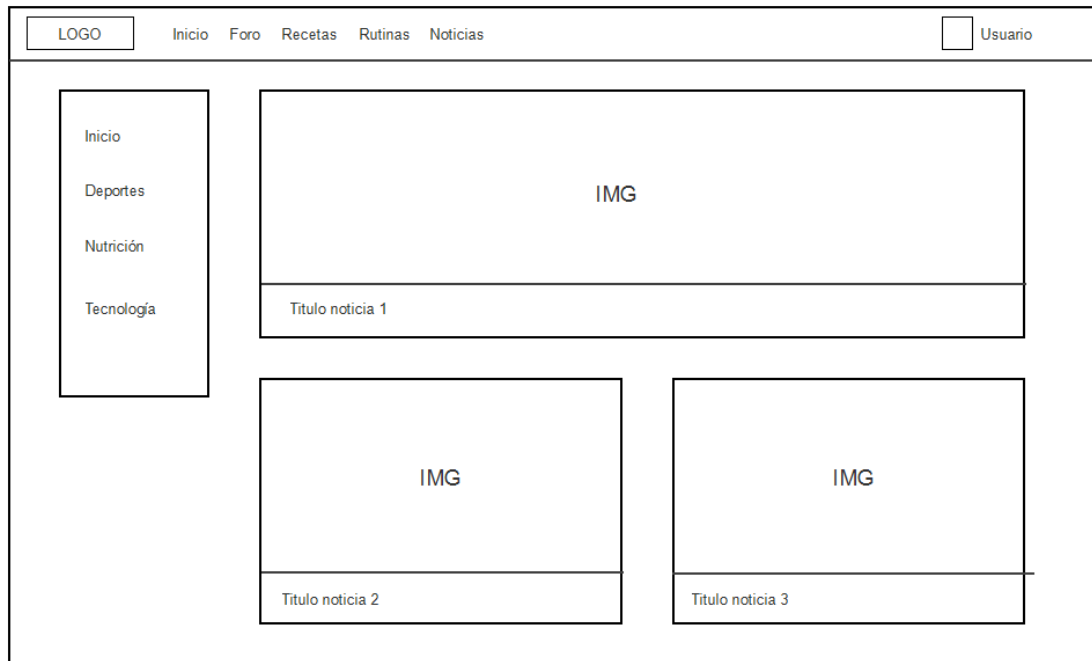 LOGO Inicio Foro Recetas Rutinas Noticias Usuario
Inicio
Deportes
Nutrición
Tecnología
IMG
Titulo noticia 1
IMG
Titulo noticia 2
IMG
Titulo noticia 3